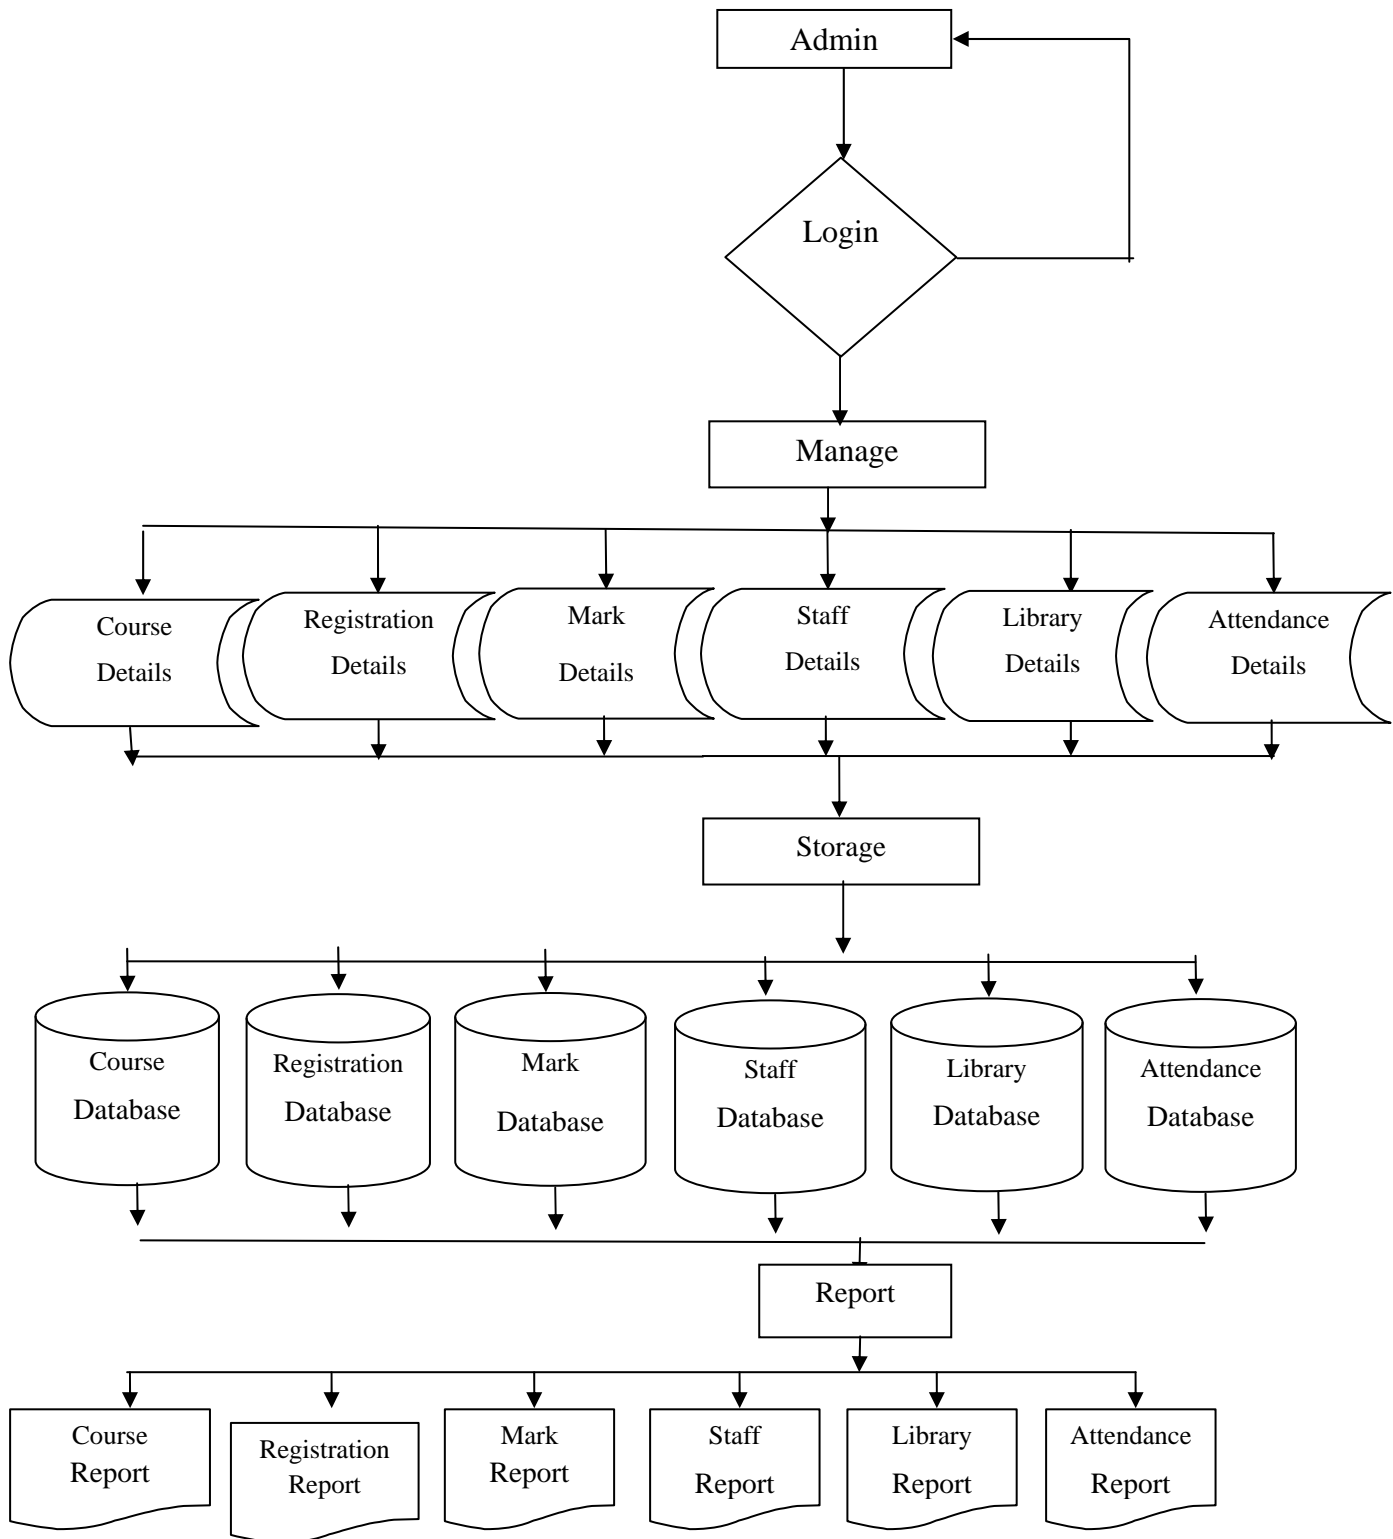 Admin
Login
Manage
Course
Details
Registration
Details
Mark
Details
Staff
Details
Library
Details
Attendance
Details
Storage
Course
Database
Registration
Database
Mark
Database
Staff
Database
Library
Database
Attendance
Database
Report
Course
Report
Registration
Report
Mark
Report
Staff
Report
Library
Report
Attendance
Report